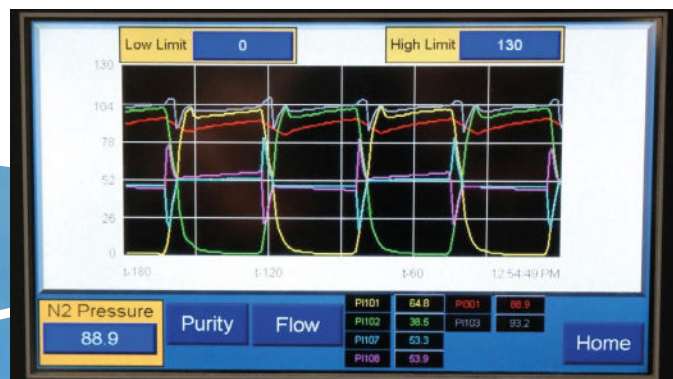 Low Limit 0 High Limit 130
130
104
78
52
26
0
t-180 t-120 t-60 12:54:49 PM
N2 Pressure
88.9
Purity
Flow
PI101 64.8 PI301 88.9
PI102 38.5 PI103 93.2
PI107 53.3
PI108 53.9
Home